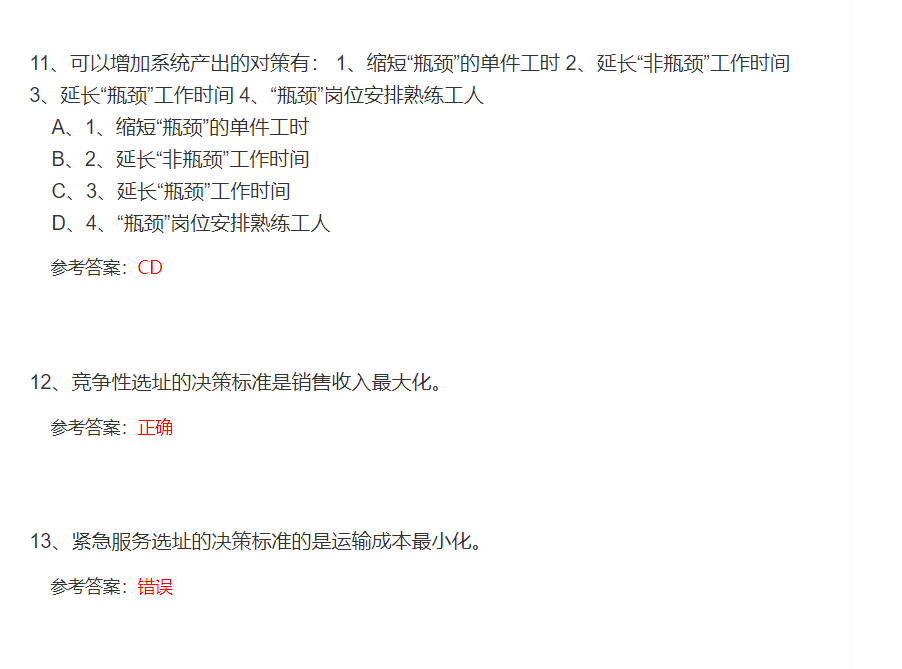 11、可以增加系统产出的对策有： 1、缩短“瓶颈”的单件工时 2、延长“非瓶颈”工作时间
3、延长“瓶颈”工作时间 4、“瓶颈”岗位安排熟练工人
A、1、缩短“瓶颈”的单件工时
B、2、延长“非瓶颈”工作时间
C、3、延长“瓶颈”工作时间
D、4、“瓶颈”岗位安排熟练工人
参考答案：CD
12、竞争性选址的决策标准是销售收入最大化。
参考答案：正确
13、紧急服务选址的决策标准的是运输成本最小化。
参考答案：错误